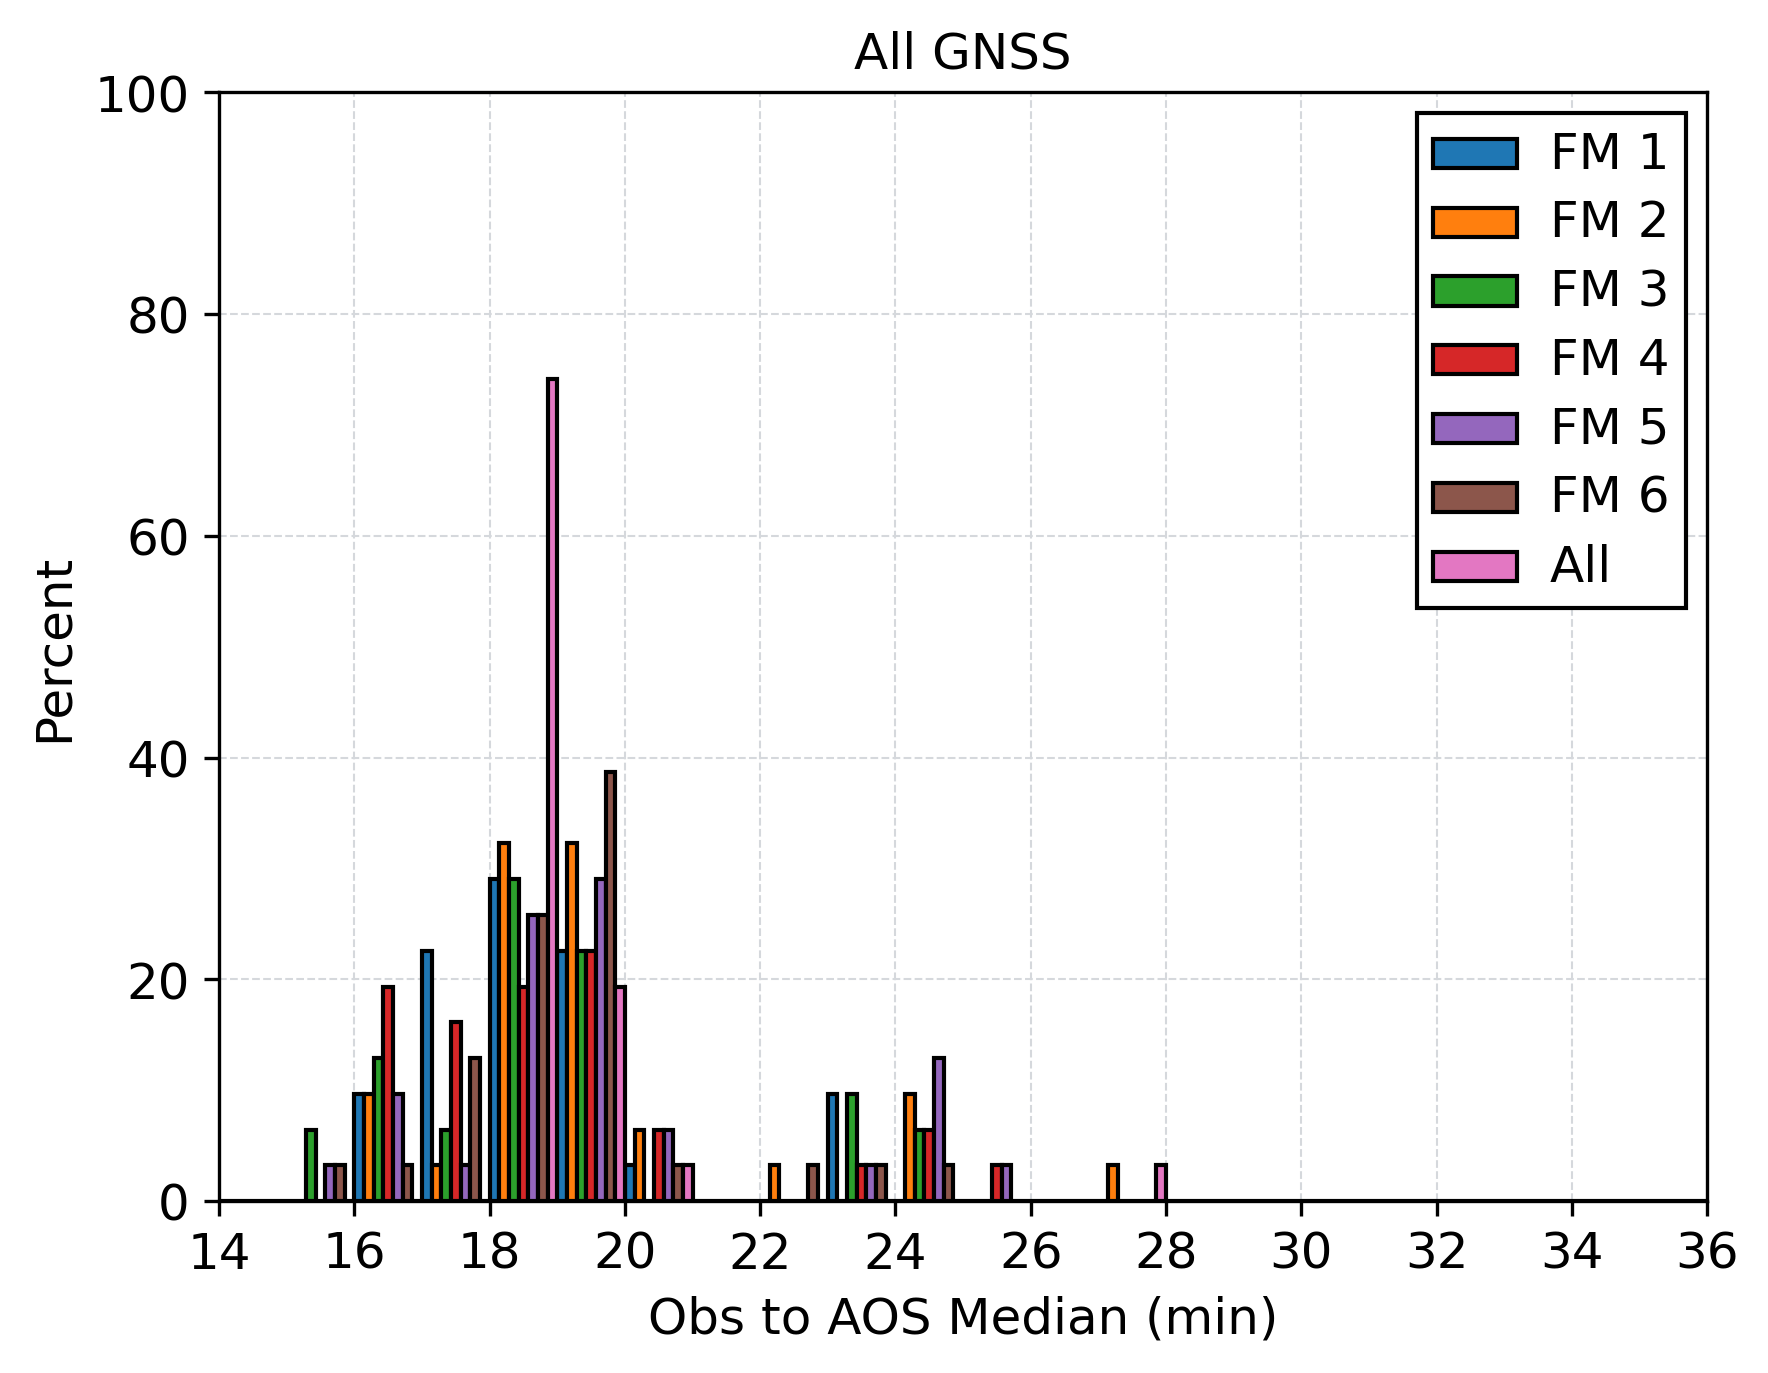 All GNSS
100
80
60
40
20
0
Percent
14 16 18 20 22 24 26 28 30 32 34 36
Obs to AOS Median (min)
FM 1
FM 2
FM 3
FM 4
FM 5
FM 6
All